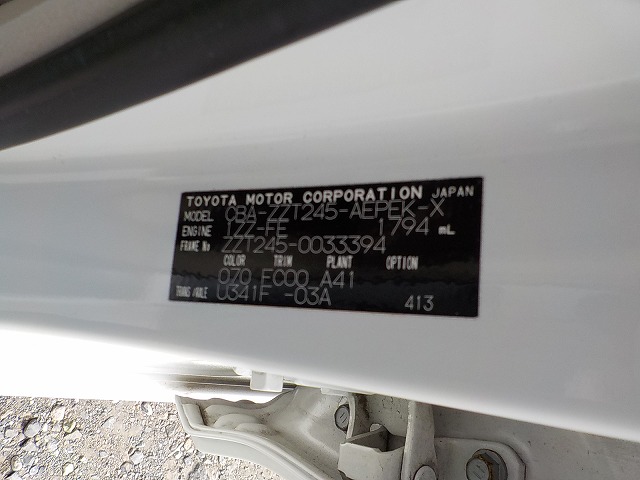 TOYOTA MOTOR CORPORATION JAPAN
MODEL CBA-ZZT245-AEPEK-X
ENGINE 1ZZ-FE 1794 mL
FRAME No ZZT245-0033394
COLOR TRIM PLANT OPTION
070 FC00 A41
TRANS/AXLE U341F -03A 413